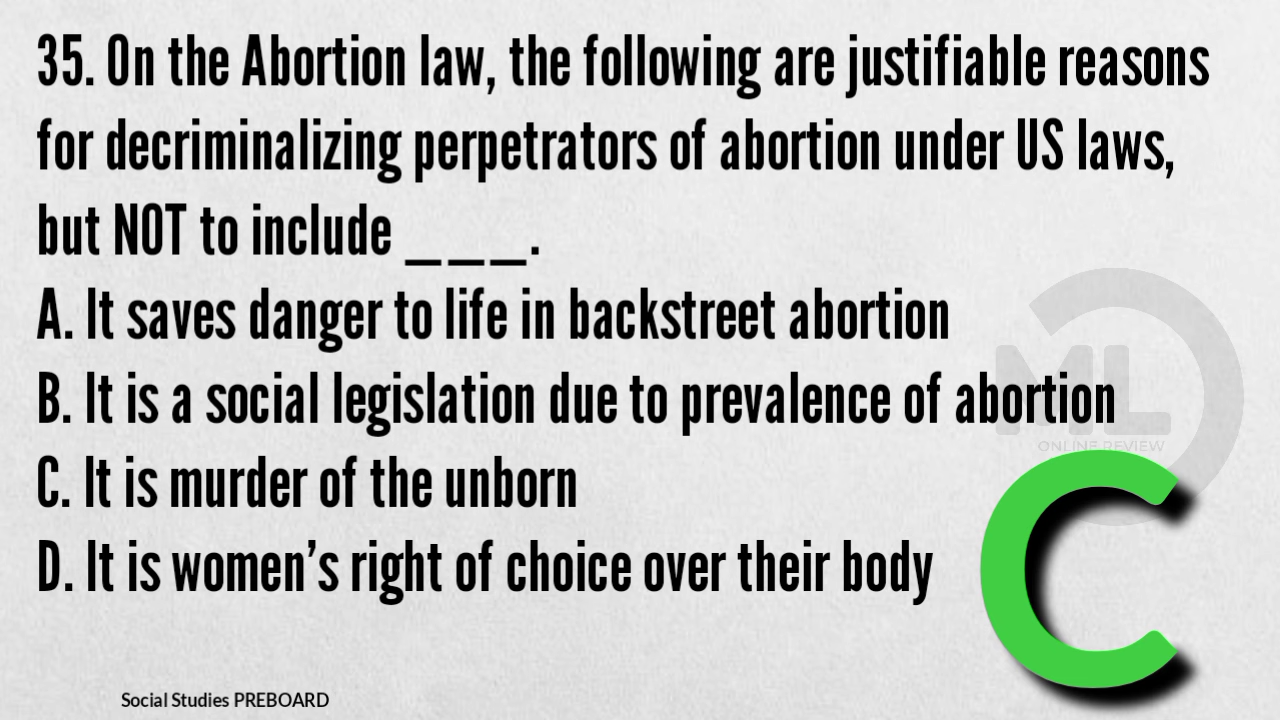 35. On the Abortion law, the following are justifiable reasons
for decriminalizing perpetrators of abortion under US laws,
but NOT to include ___.
A. It saves danger to life in backstreet abortion
B. It is a social legislation due to prevalence of abortion
C. It is murder of the unborn
D. It is women’s right of choice over their body
ML
ONLINE REVIEW
C
Social Studies PREBOARD